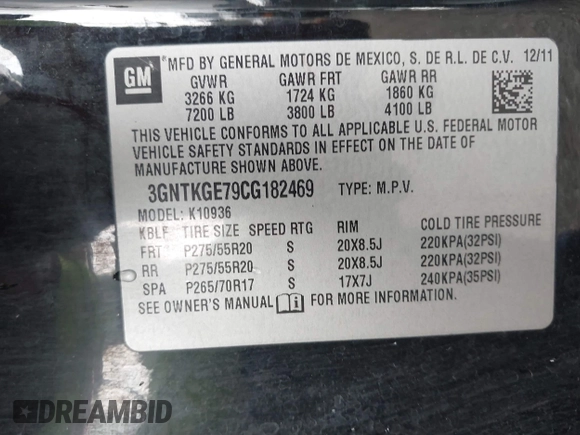 GM
MFD BY GENERAL MOTORS DE MEXICO, S. DE R.L. DE C.V. 12/11
GVWR GAWR FRT GAWR RR
3266 KG 1724 KG 1860 KG
7200 LB 3800 LB 4100 LB
THIS VEHICLE CONFORMS TO ALL APPLICABLE U.S. FEDERAL MOTOR
VEHICLE SAFETY STANDARDS IN EFFECT ON THE DATE OF
MANUFACTURE SHOWN ABOVE.
3GNTKGE79CG182469 TYPE: M.P.V.
MODEL: K10936
KBLF TIRE SIZE SPEED RTG RIM COLD TIRE PRESSURE
FRT P275/55R20 S 20X8.5J 220KPA(32PSI)
RR P275/55R20 S 20X8.5J 220KPA(32PSI)
SPA P265/70R17 S 17X7J 240KPA(35PSI)
SEE OWNER'S MANUAL FOR MORE INFORMATION.
DREAMBID